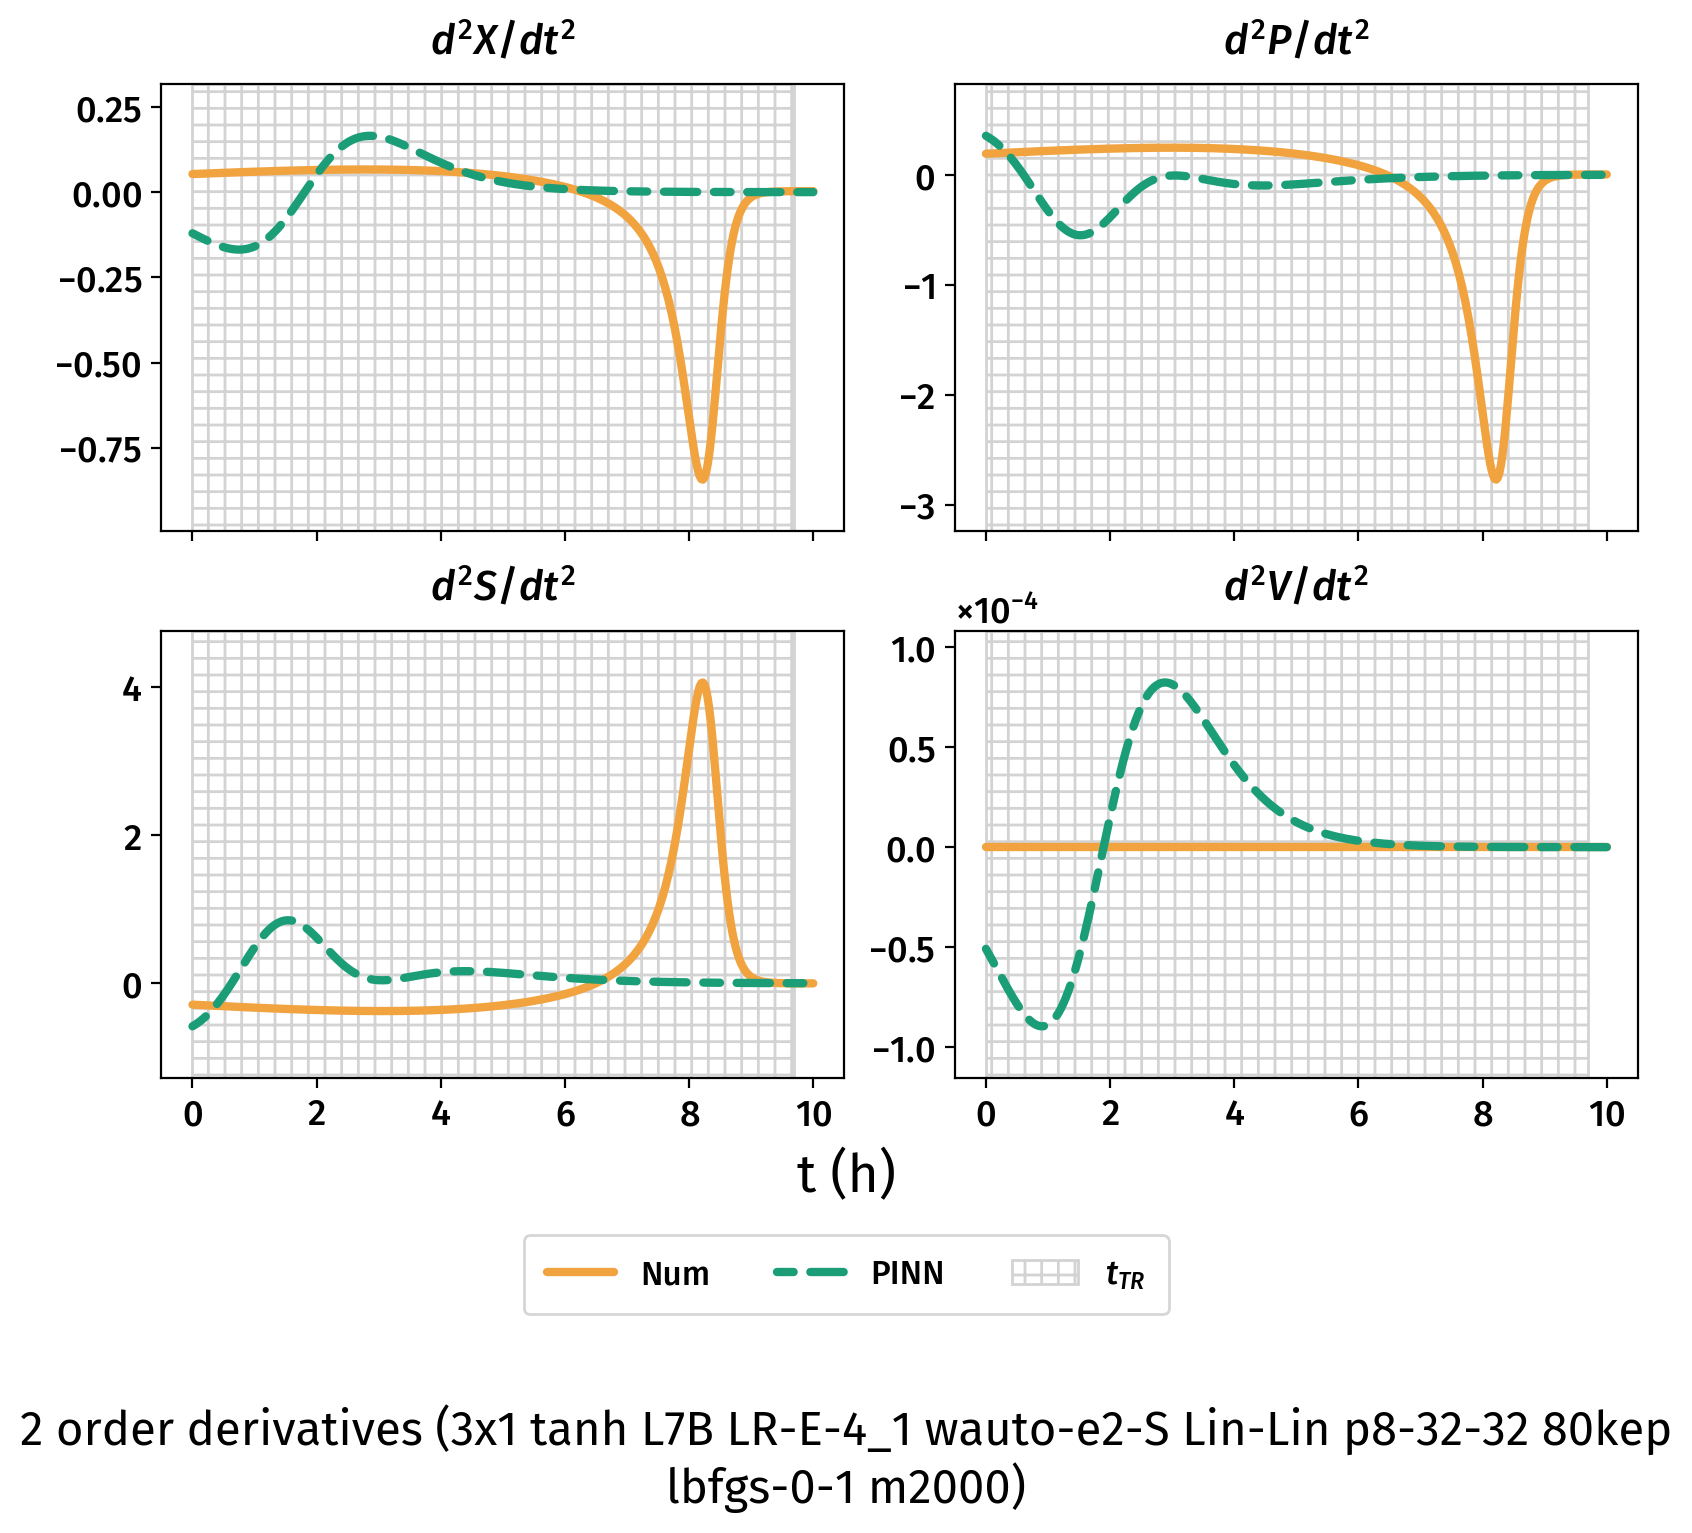 d²X/dt²
d²P/dt²
0.25
0.00
−0.25
−0.50
−0.75
0
−1
−2
−3
d²S/dt²
d²V/dt²
×10⁻⁴
4
2
0
1.0
0.5
0.0
−0.5
−1.0
0 2 4 6 8 10
0 2 4 6 8 10
t (h)
Num PINN t_TR
2 order derivatives (3x1 tanh L7B LR-E-4_1 wauto-e2-S Lin-Lin p8-32-32 80kep
lbfgs-0-1 m2000)